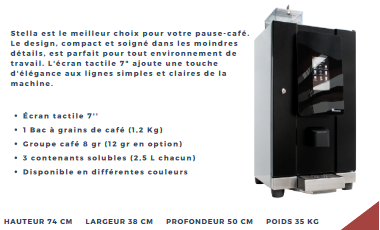 Stella est le meilleur choix pour votre pause-café.
Le design, compact et soigné dans les moindres
détails, est parfait pour tout environnement de
travail. L'écran tactile 7" ajoute une touche
d'élégance aux lignes simples et claires de la
machine.
• Écran tactile 7''
• 1 Bac à grains de café (1.2 Kg)
• Groupe café 8 gr (12 gr en option)
• 3 contenants solubles (2,5 L chacun)
• Disponible en différentes couleurs
HAUTEUR 74 CM LARGEUR 38 CM PROFONDEUR 50 CM POIDS 35 KG